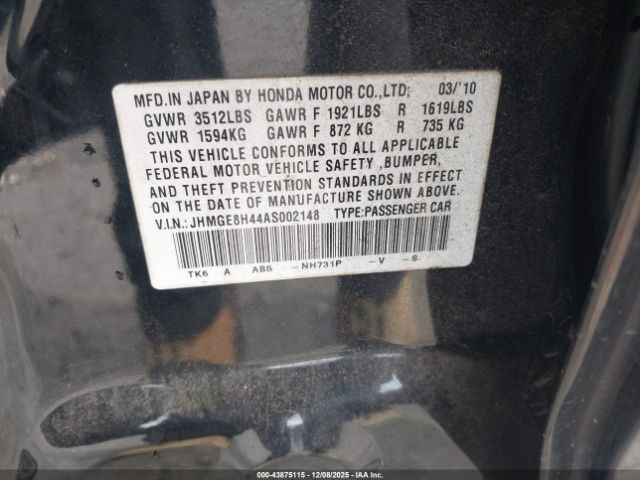 MFD.IN JAPAN BY HONDA MOTOR CO.,LTD; 03/'10
GVWR 3512LBS GAWR F 1921LBS R 1619LBS
GVWR 1594KG GAWR F 872 KG R 735 KG
THIS VEHICLE CONFORMS TO ALL APPLICABLE
FEDERAL MOTOR VEHICLE SAFETY ,BUMPER,
AND THEFT PREVENTION STANDARDS IN EFFECT
ON THE DATE OF MANUFACTURE SHOWN ABOVE.
V.I.N.:JHMGE8H44AS002148 TYPE:PASSENGER CAR
TK6 A AB5 -NH731P -V -S
000-43875115 12/08/2025 IAAI.COM